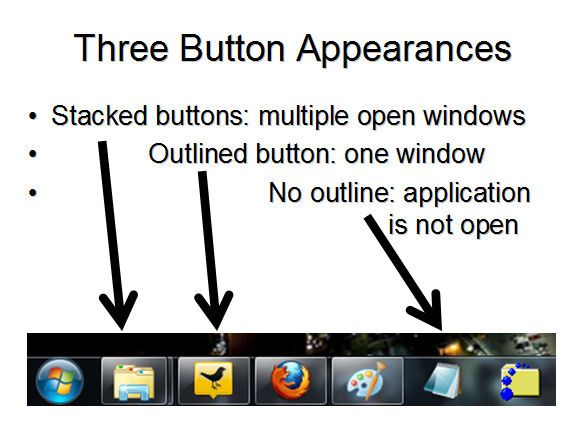 Three Button Appearances
• Stacked buttons: multiple open windows
• Outlined button: one window
• No outline: application
is not open